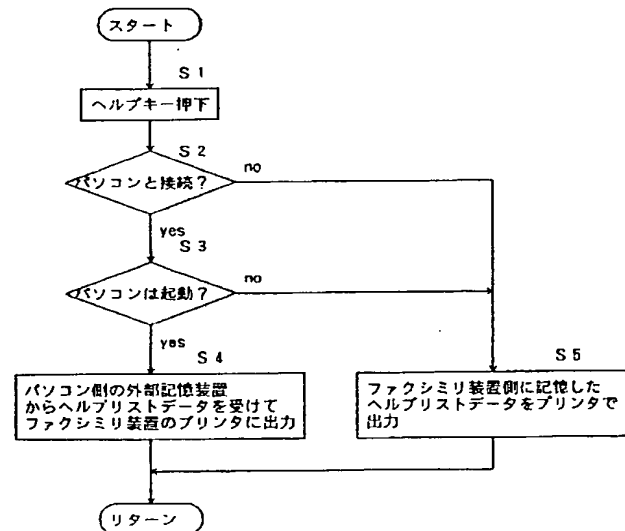 スタート
S1
ヘルプキー押下
S2
パソコンと接続？
no
yes
S3
パソコンは起動？
no
yes
S4
パソコン側の外部記憶装置
からヘルプリストデータを受けて
ファクシミリ装置のプリンタに出力
S5
ファクシミリ装置側に記憶した
ヘルプリストデータをプリンタで
出力
リターン